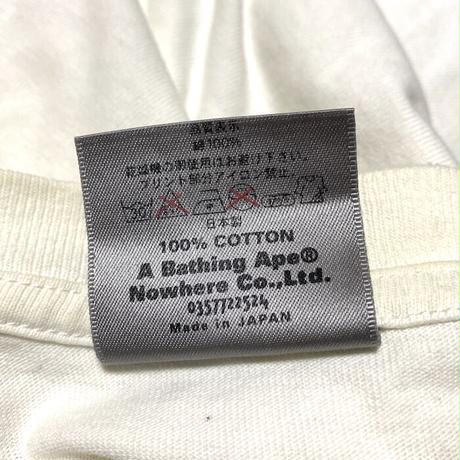 品質表示
綿100%
乾燥機の御使用はお避け下さい。
プリント部分アイロン禁止。
日本製
100% COTTON
A Bathing Ape®
Nowhere Co.,Ltd.
0357722524
Made in JAPAN